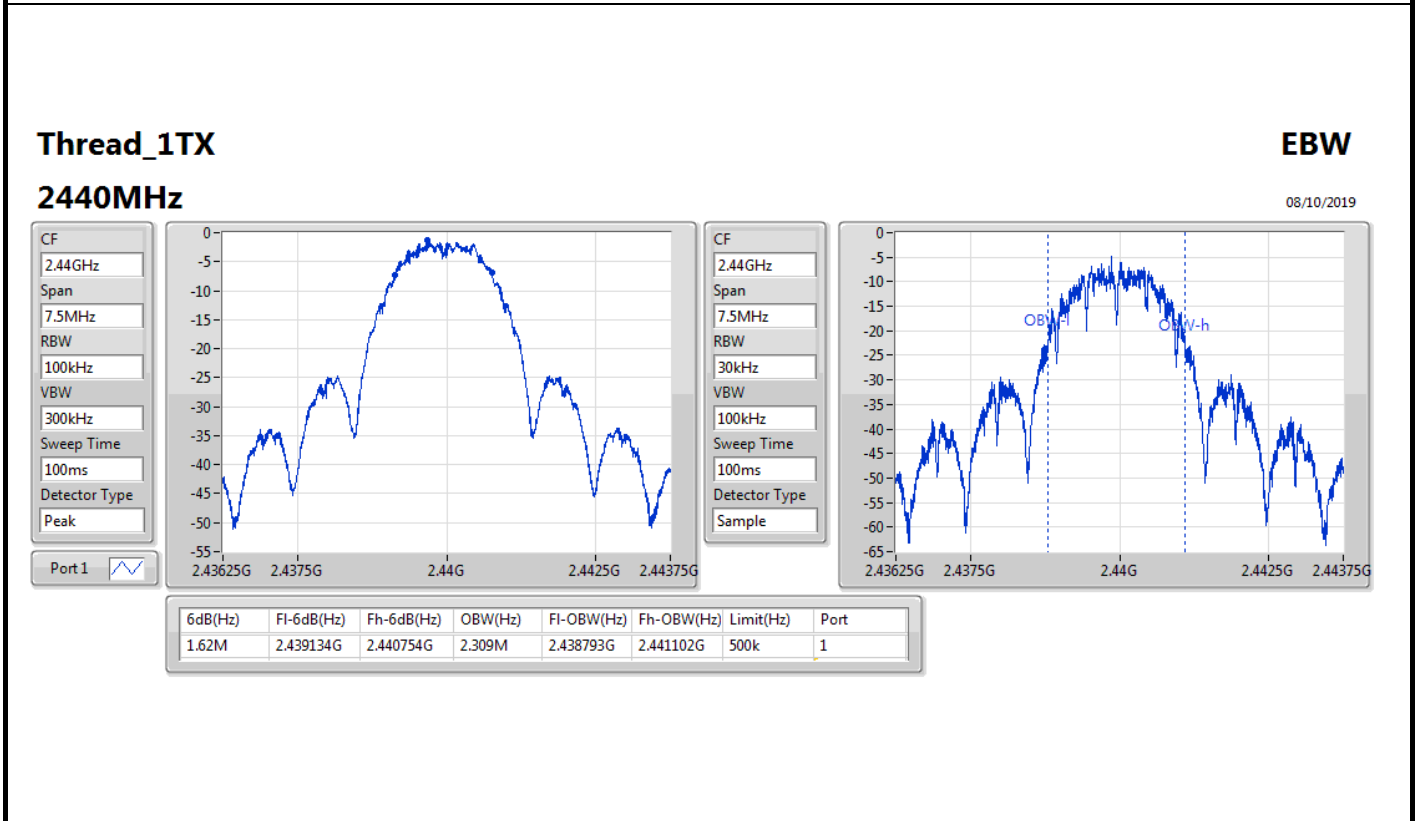 Thread_1TX
EBW
2440MHz
08/10/2019
CF
2.44GHz
Span
7.5MHz
RBW
100kHz
VBW
300kHz
Sweep Time
100ms
Detector Type
Peak
Port 1
0
-5
-10
-15
-20
-25
-30
-35
-40
-45
-50
-55
2.43625G 2.4375G 2.44G 2.4425G 2.44375G
CF
2.44GHz
Span
7.5MHz
RBW
30kHz
VBW
100kHz
Sweep Time
100ms
Detector Type
Sample
0
-5
-10
-15
-20
-25
-30
-35
-40
-45
-50
-55
-60
-65
OBW-l
OBW-h
2.43625G 2.4375G 2.44G 2.4425G 2.44375G
6dB(Hz) Fl-6dB(Hz) Fh-6dB(Hz) OBW(Hz) Fl-OBW(Hz) Fh-OBW(Hz) Limit(Hz) Port
1.62M 2.439134G 2.440754G 2.309M 2.438793G 2.441102G 500k 1